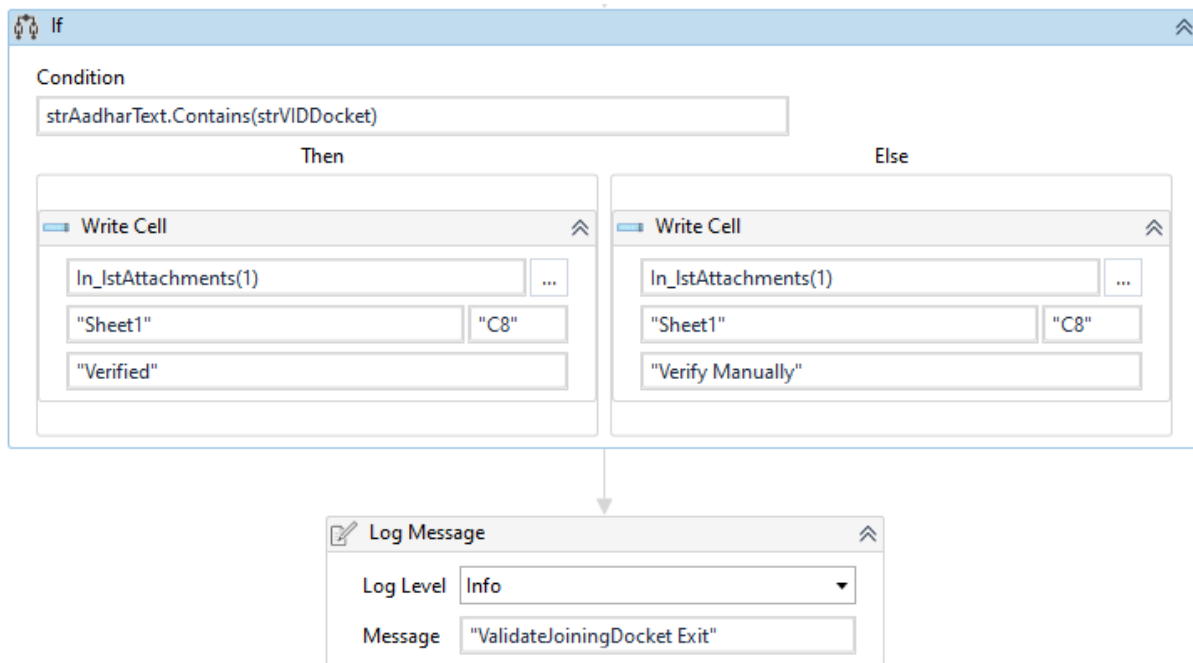 If
Condition
strAadharText.Contains(strVIDDocket)
Then
Else
Write Cell
In_lstAttachments(1)
...
"Sheet1"
"C8"
"Verified"
Write Cell
In_lstAttachments(1)
...
"Sheet1"
"C8"
"Verify Manually"
Log Message
Log Level
Info
Message
"ValidateJoiningDocket Exit"